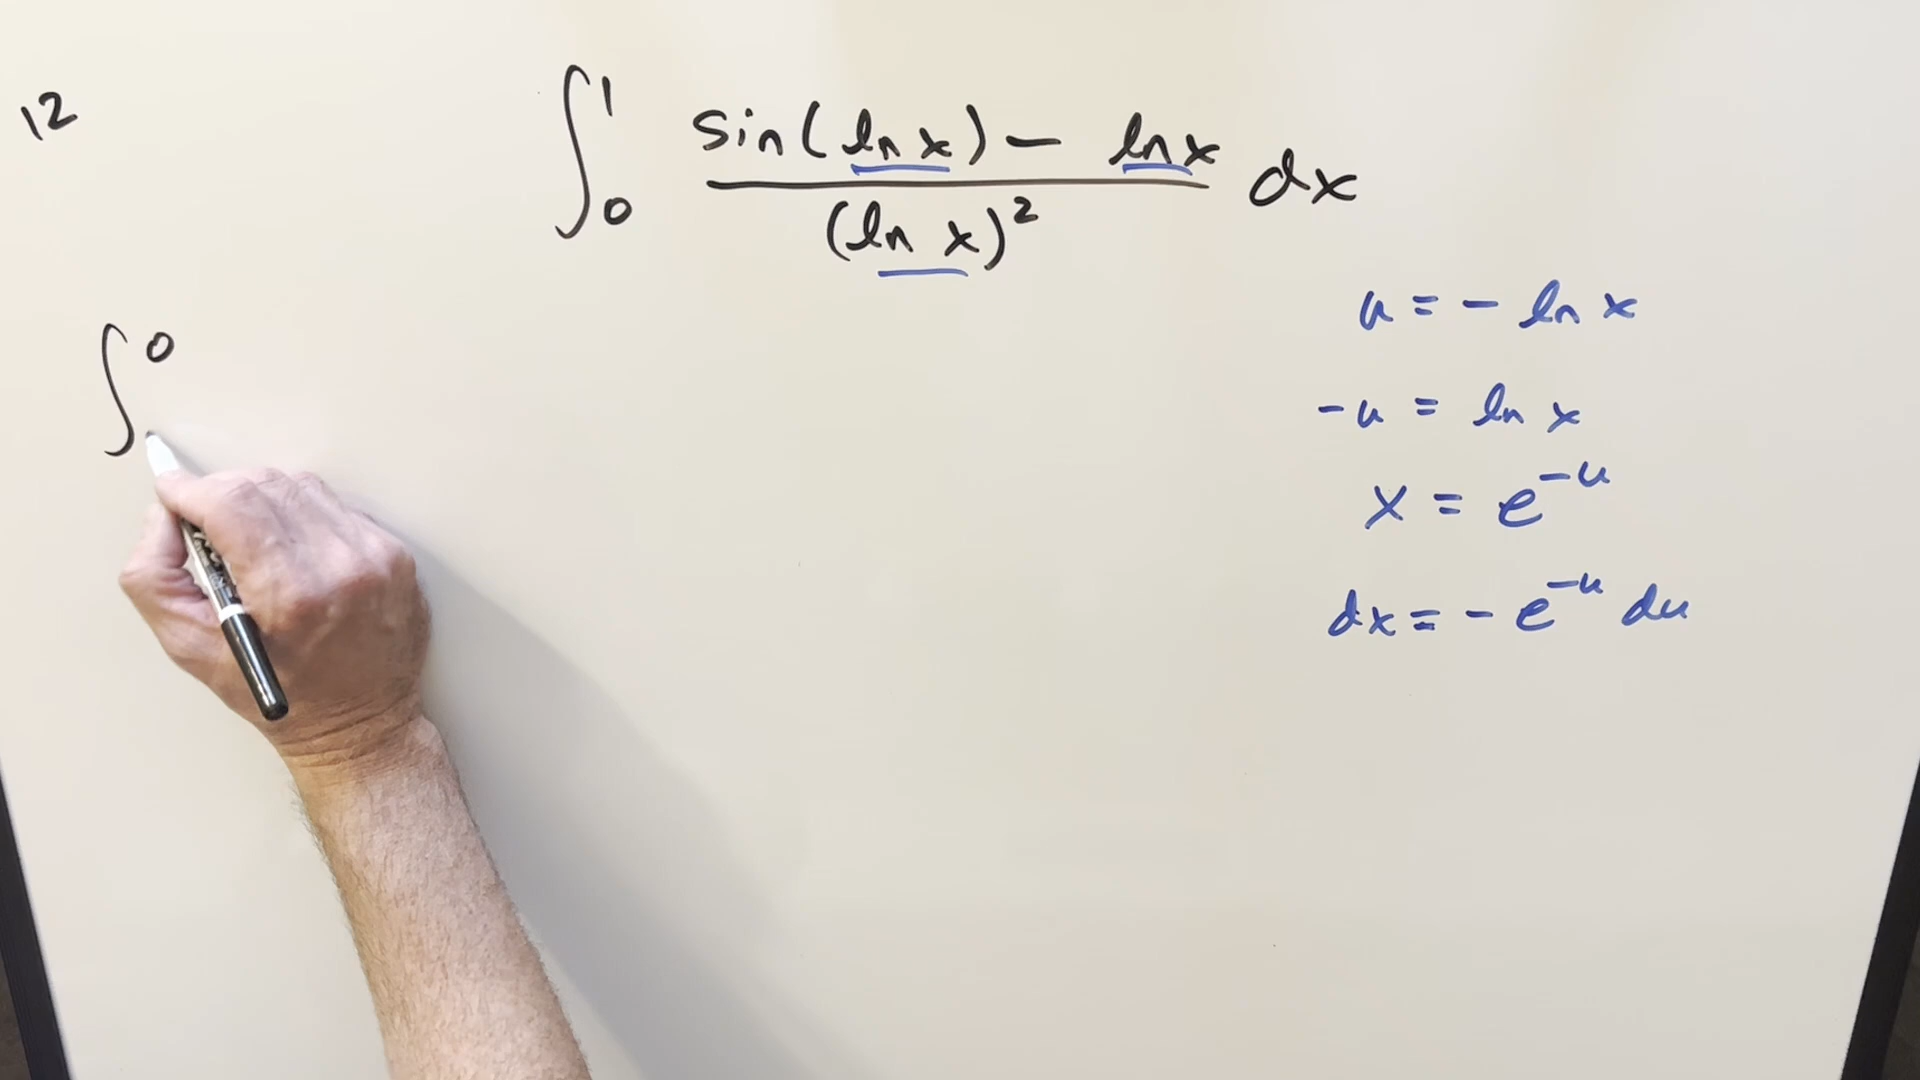 12
∫₀¹ (sin(ln x) − ln x)/(ln x)² dx
u = − ln x
−u = ln x
x = e^(−u)
dx = − e^(−u) du
∫⁰